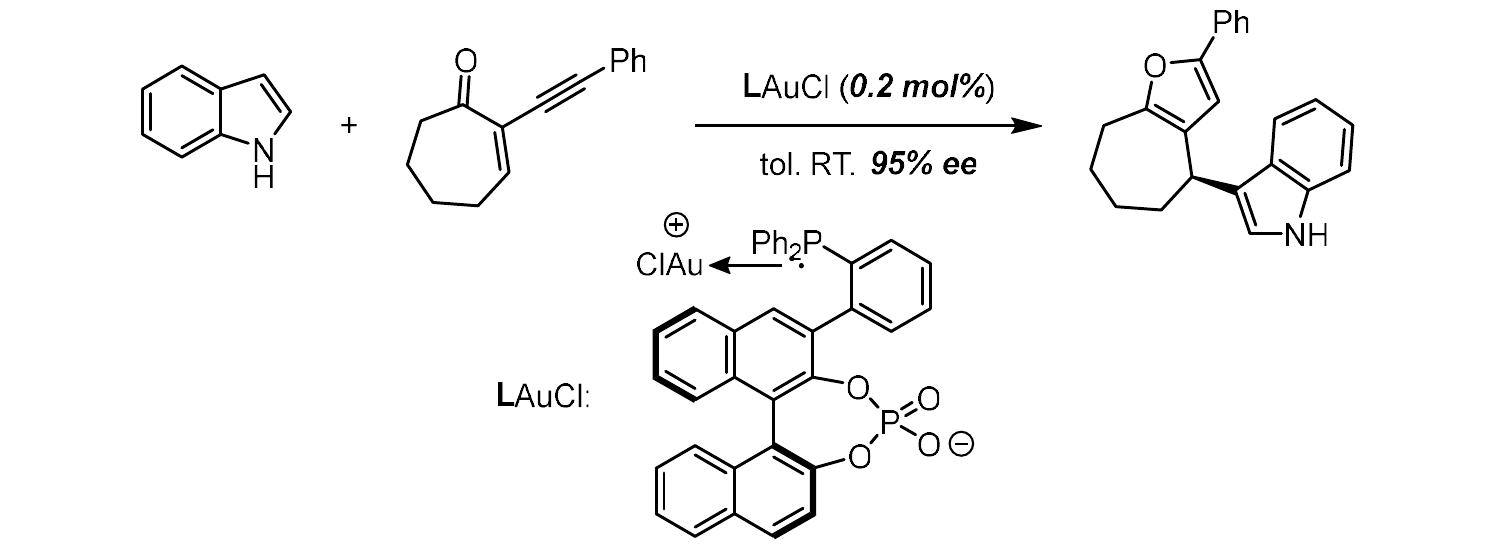 O
Ph
N
H
+
LAuCl (0.2 mol%)
tol. RT. 95% ee
Ph
O
NH
+
ClAu
Ph2P
LAuCl:
O
O
P
O
O −